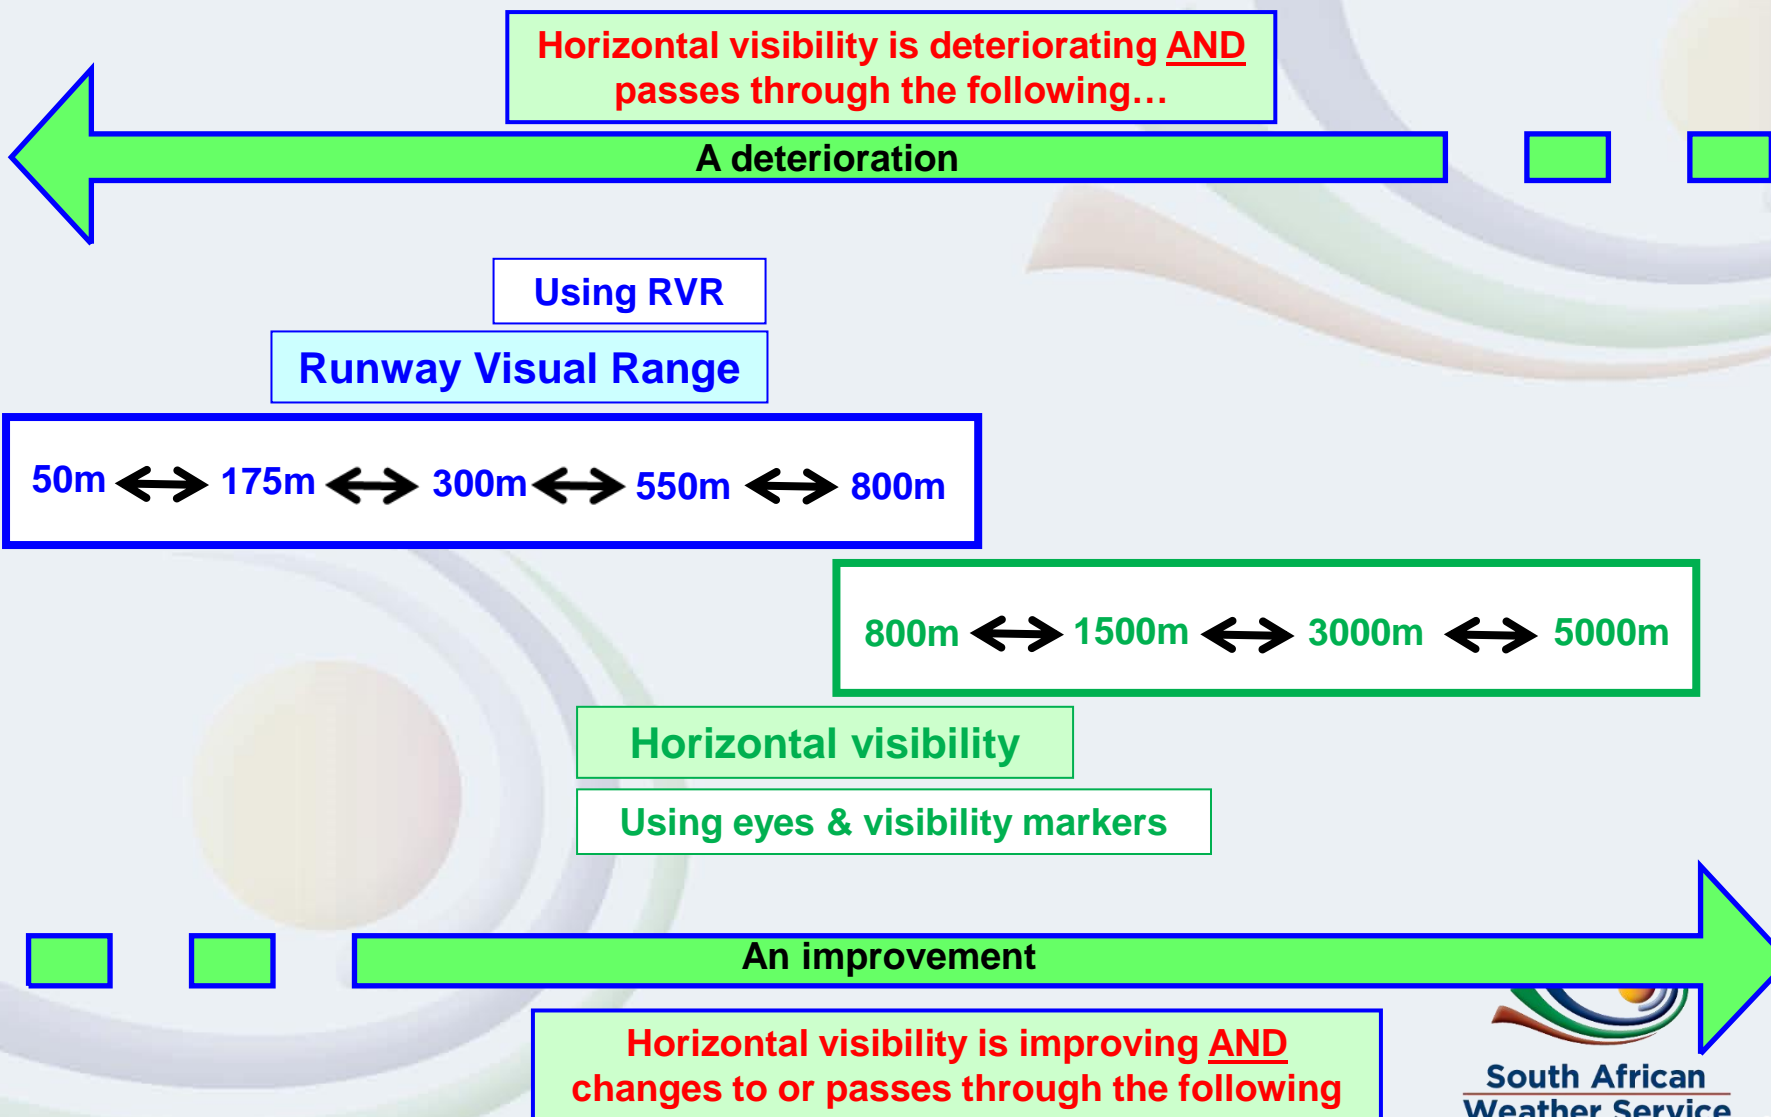 Horizontal visibility is deteriorating AND
passes through the following…
A deterioration
Using RVR
Runway Visual Range
50m 175m 300m 550m 800m
800m 1500m 3000m 5000m
Horizontal visibility
Using eyes & visibility markers
An improvement
Horizontal visibility is improving AND
changes to or passes through the following
South African
Weather Service